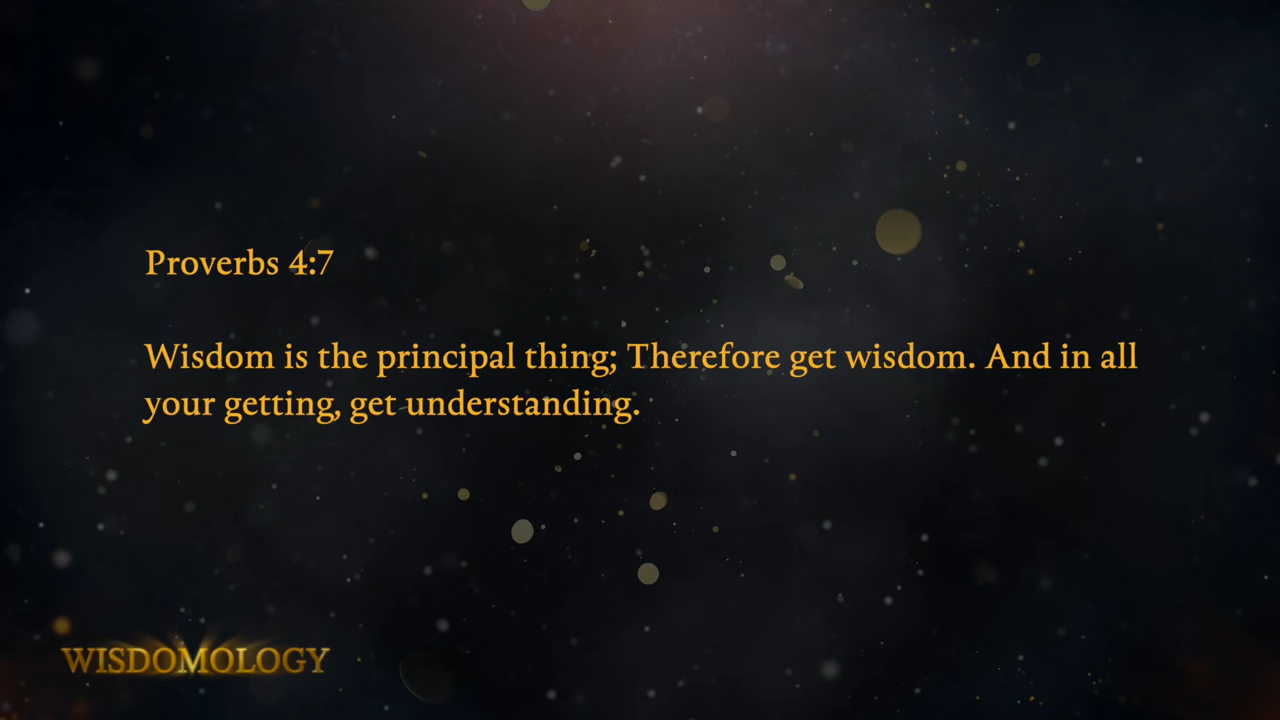 Proverbs 4:7
Wisdom is the principal thing; Therefore get wisdom. And in all
your getting, get understanding.
WISDOMOLOGY